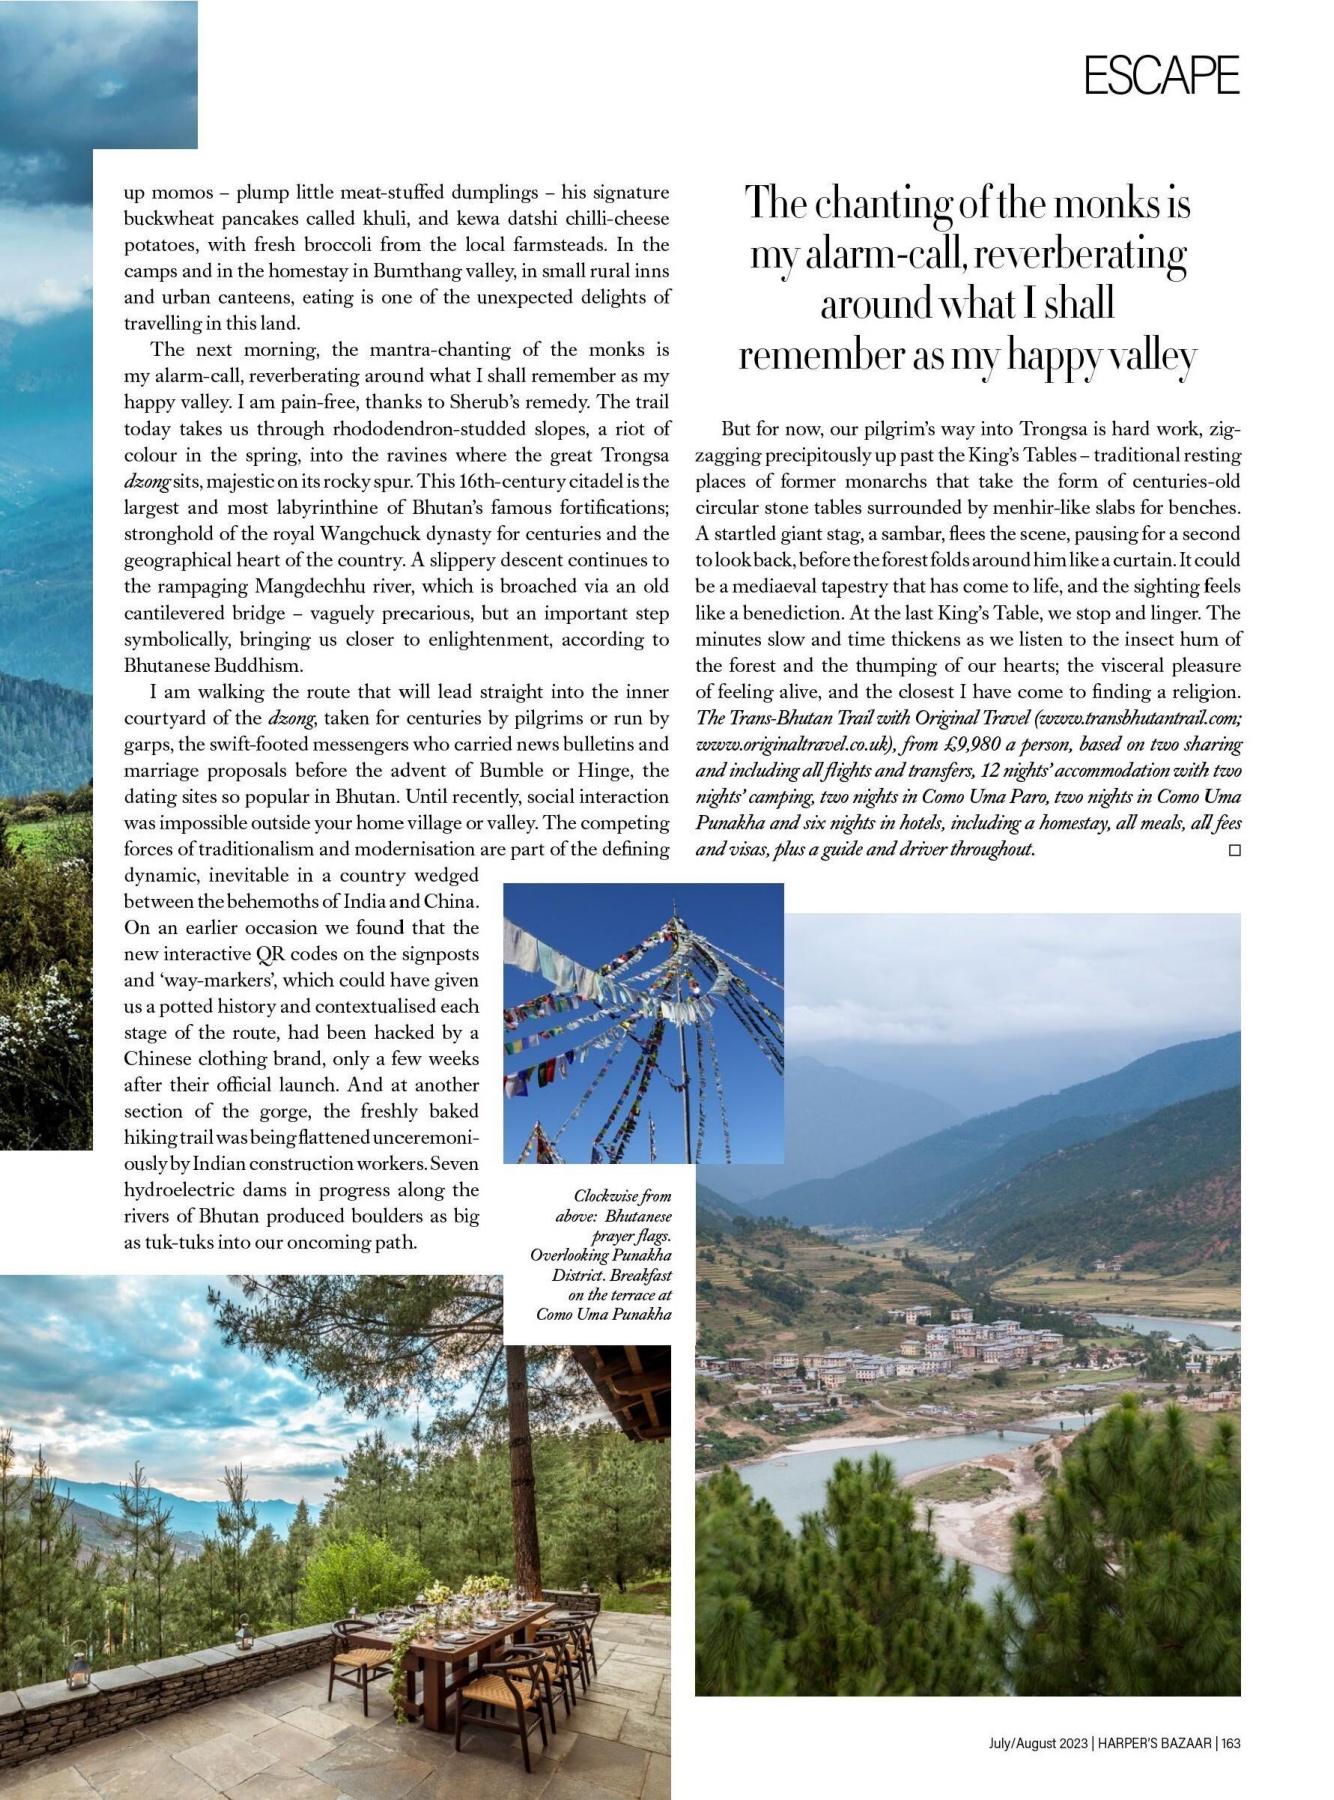 ESCAPE
up momos – plump little meat-stuffed dumplings – his signature
buckwheat pancakes called khuli, and kewa datshi chilli-cheese
potatoes, with fresh broccoli from the local farmsteads. In the
camps and in the homestay in Bumthang valley, in small rural inns
and urban canteens, eating is one of the unexpected delights of
travelling in this land.
The next morning, the mantra-chanting of the monks is
my alarm-call, reverberating around what I shall remember as my
happy valley. I am pain-free, thanks to Sherub's remedy. The trail
today takes us through rhododendron-studded slopes, a riot of
colour in the spring, into the ravines where the great Trongsa
dzong sits, majestic on its rocky spur. This 16th-century citadel is the
largest and most labyrinthine of Bhutan's famous fortifications;
stronghold of the royal Wangchuck dynasty for centuries and the
geographical heart of the country. A slippery descent continues to
the rampaging Mangdechhu river, which is broached via an old
cantilevered bridge – vaguely precarious, but an important step
symbolically, bringing us closer to enlightenment, according to
Bhutanese Buddhism.
I am walking the route that will lead straight into the inner
courtyard of the dzong, taken for centuries by pilgrims or run by
garps, the swift-footed messengers who carried news bulletins and
marriage proposals before the advent of Bumble or Hinge, the
dating sites so popular in Bhutan. Until recently, social interaction
was impossible outside your home village or valley. The competing
forces of traditionalism and modernisation are part of the defining
dynamic, inevitable in a country wedged
between the behemoths of India and China.
On an earlier occasion we found that the
new interactive QR codes on the signposts
and ‘way-markers’, which could have given
us a potted history and contextualised each
stage of the route, had been hacked by a
Chinese clothing brand, only a few weeks
after their official launch. And at another
section of the gorge, the freshly baked
hiking trail was being flattened unceremoni-
ously by Indian construction workers. Seven
hydroelectric dams in progress along the
rivers of Bhutan produced boulders as big
as tuk-tuks into our oncoming path.
The chanting of the monks is
my alarm-call, reverberating
around what I shall
remember as my happy valley
But for now, our pilgrim's way into Trongsa is hard work, zig-
zagging precipitously up past the King's Tables – traditional resting
places of former monarchs that take the form of centuries-old
circular stone tables surrounded by menhir-like slabs for benches.
A startled giant stag, a sambar, flees the scene, pausing for a second
to look back, before the forest folds around him like a curtain. It could
be a mediaeval tapestry that has come to life, and the sighting feels
like a benediction. At the last King's Table, we stop and linger. The
minutes slow and time thickens as we listen to the insect hum of
the forest and the thumping of our hearts; the visceral pleasure
of feeling alive, and the closest I have come to finding a religion.
The Trans-Bhutan Trail with Original Travel (www.transbhutantrail.com;
www.originaltravel.co.uk), from £9,980 a person, based on two sharing
and including all flights and transfers, 12 nights' accommodation with two
nights' camping, two nights in Como Uma Paro, two nights in Como Uma
Punakha and six nights in hotels, including a homestay, all meals, all fees
and visas, plus a guide and driver throughout. □
Clockwise from
above: Bhutanese
prayer flags.
Overlooking Punakha
District. Breakfast
on the terrace at
Como Uma Punakha
July/August 2023 | HARPER'S BAZAAR | 163